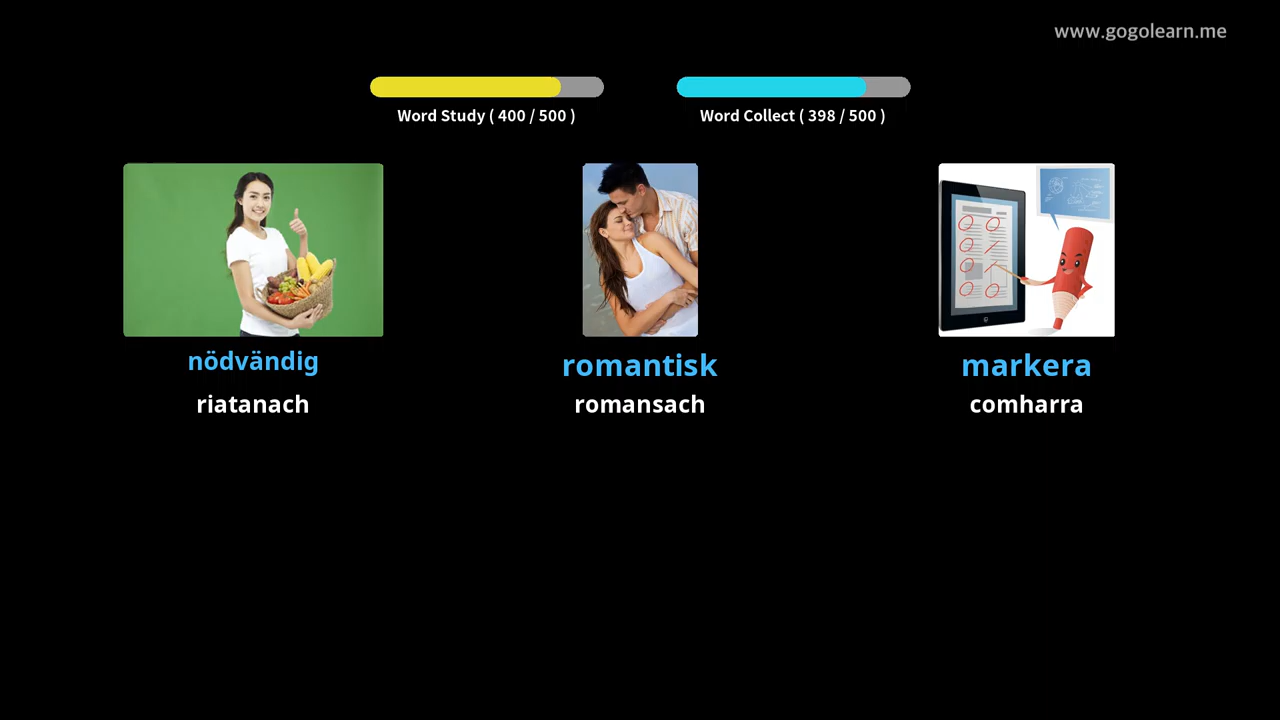 www.gogolearn.me
Word Study ( 400 / 500 )
Word Collect ( 398 / 500 )
nödvändig
riatanach
romantisk
romansach
markera
comharra